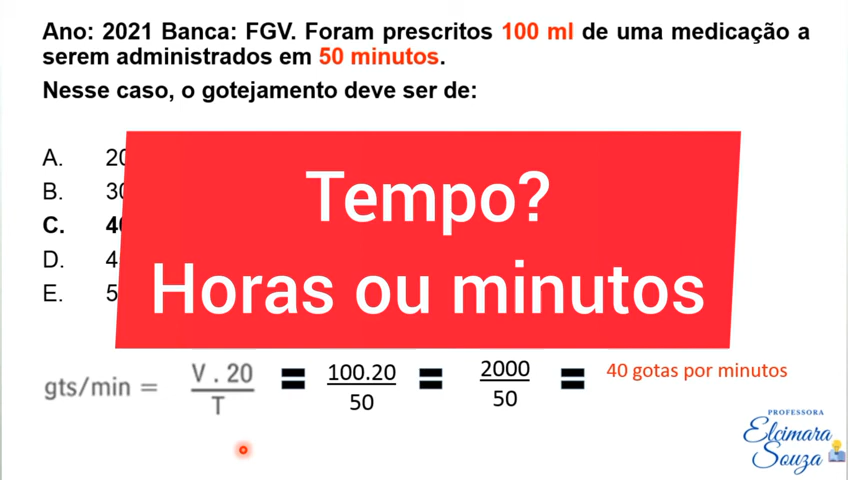 Ano: 2021 Banca: FGV. Foram prescritos 100 ml de uma medicação a
serem administrados em 50 minutos.
Nesse caso, o gotejamento deve ser de:
A.
B.
C.
D.
E.
Tempo?
Horas ou minutos
gts/min = V . 20 / T = 100.20 / 50 = 2000 / 50 = 40 gotas por minutos
PROFESSORA
Elcimara
Souza